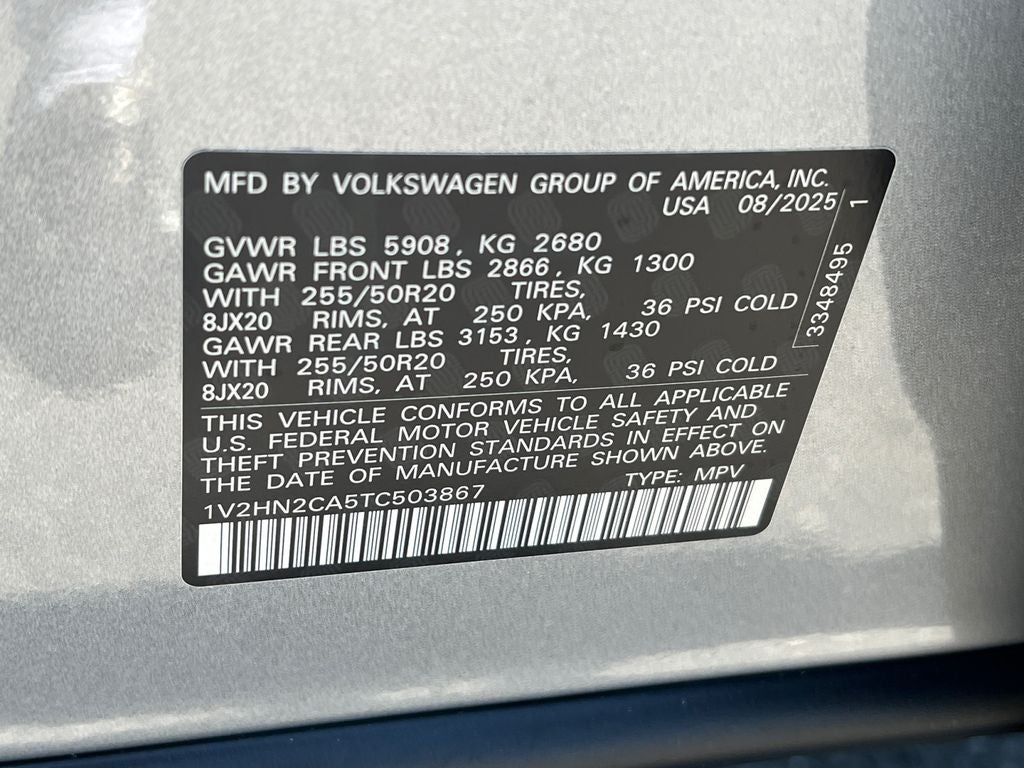 MFD BY VOLKSWAGEN GROUP OF AMERICA, INC.
USA 08/2025
GVWR LBS 5908, KG 2680
GAWR FRONT LBS 2866, KG 1300
WITH 255/50R20 TIRES,
8JX20 RIMS, AT 250 KPA, 36 PSI COLD
GAWR REAR LBS 3153, KG 1430
WITH 255/50R20 TIRES,
8JX20 RIMS, AT 250 KPA, 36 PSI COLD
3348495 1
THIS VEHICLE CONFORMS TO ALL APPLICABLE
U.S. FEDERAL MOTOR VEHICLE SAFETY AND
THEFT PREVENTION STANDARDS IN EFFECT ON
THE DATE OF MANUFACTURE SHOWN ABOVE.
1V2HN2CA5TC503867 TYPE: MPV